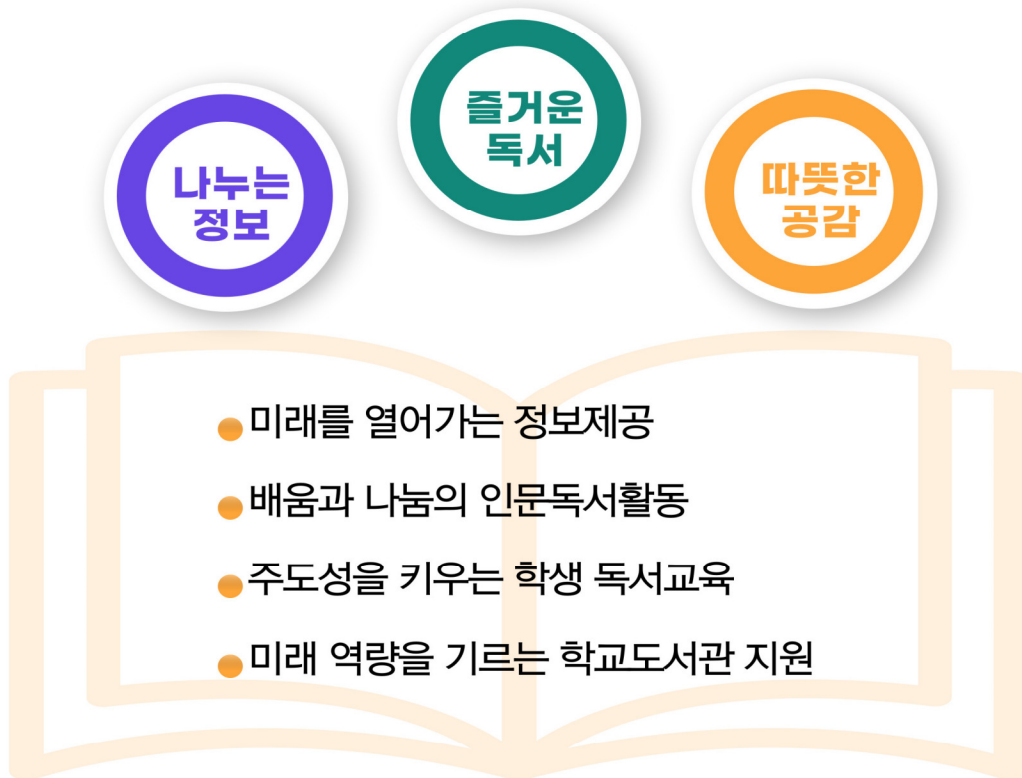 나누는
정보
즐거운
독서
따뜻한
공감
미래를 열어가는 정보제공
배움과 나눔의 인문독서활동
주도성을 키우는 학생 독서교육
미래 역량을 기르는 학교도서관 지원